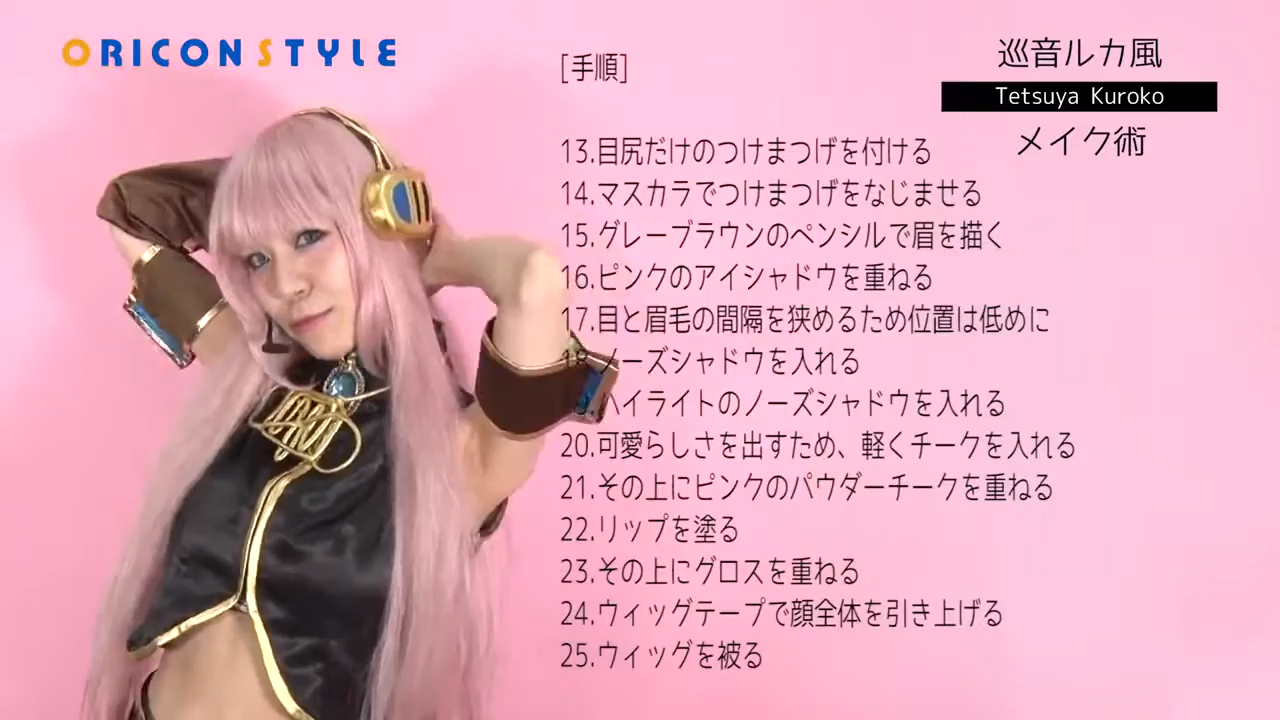 ORICON STYLE
[手順]
巡音ルカ風
Tetsuya Kuroko
メイク術
13.目尻だけのつけまつげを付ける
14.マスカラでつけまつげをなじませる
15.グレーブラウンのペンシルで眉を描く
16.ピンクのアイシャドウを重ねる
17.目と眉毛の間隔を狭めるため位置は低めに
18.ノーズシャドウを入れる
ハイライトのノーズシャドウを入れる
20.可愛らしさを出すため、軽くチークを入れる
21.その上にピンクのパウダーチークを重ねる
22.リップを塗る
23.その上にグロスを重ねる
24.ウィッグテープで顔全体を引き上げる
25.ウィッグを被る